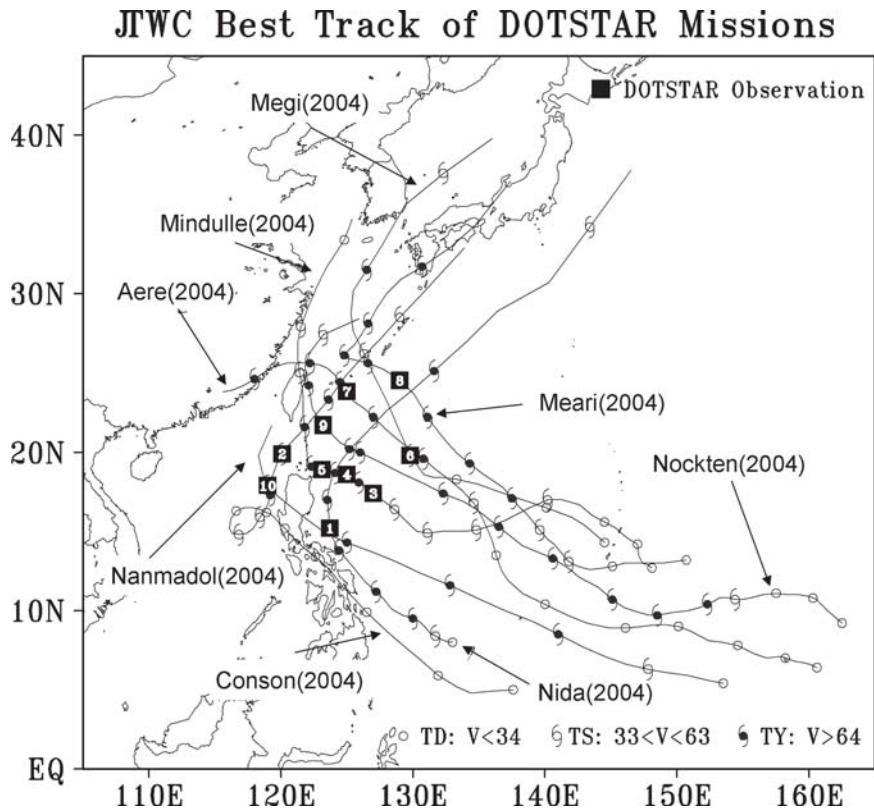 JTWC Best Track of DOTSTAR Missions
DOTSTAR Observation
Megi(2004)
40N
Mindulle(2004)
30N
Aere(2004)
8
7
Meari(2004)
9
20N
2
Nockten(2004)
5
4
10
3
1
Nanmadol(2004)
10N
Conson(2004)
Nida(2004)
TD: V<34 TS: 33<V<63 TY: V>64
EQ
110E 120E 130E 140E 150E 160E